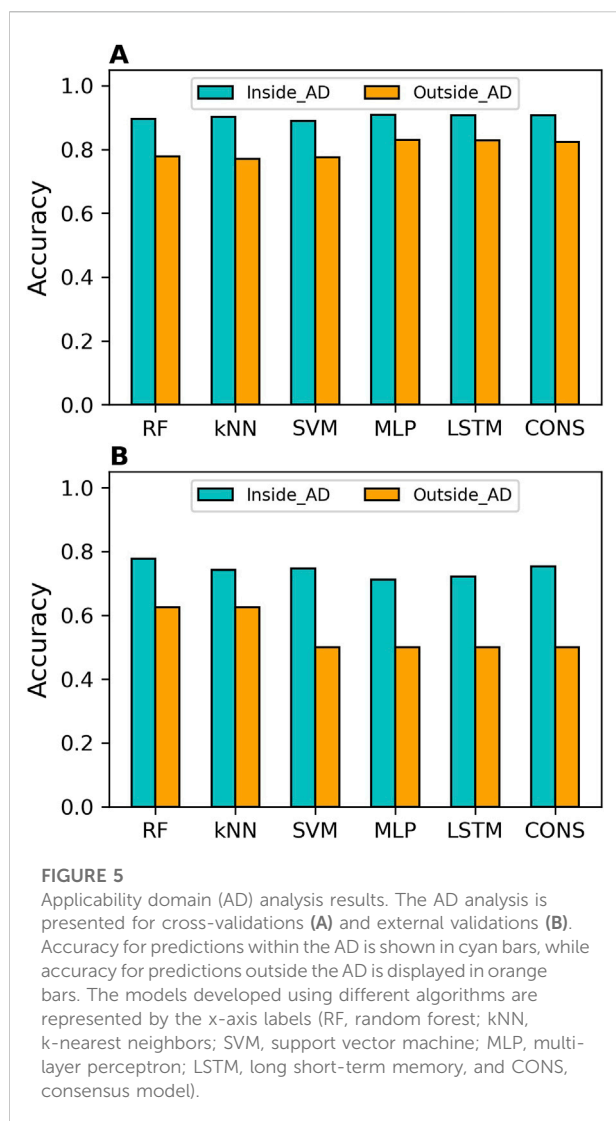 A
Inside_AD Outside_AD
1.0
0.8
0.6
0.4
0.2
0.0
Accuracy
RF kNN SVM MLP LSTM CONS
B
Inside_AD Outside_AD
1.0
0.8
0.6
0.4
0.2
0.0
Accuracy
RF kNN SVM MLP LSTM CONS
FIGURE 5
Applicability domain (AD) analysis results. The AD analysis is
presented for cross-validations (A) and external validations (B).
Accuracy for predictions within the AD is shown in cyan bars, while
accuracy for predictions outside the AD is displayed in orange
bars. The models developed using different algorithms are
represented by the x-axis labels (RF, random forest; kNN,
k-nearest neighbors; SVM, support vector machine; MLP, multi-
layer perceptron; LSTM, long short-term memory, and CONS,
consensus model).